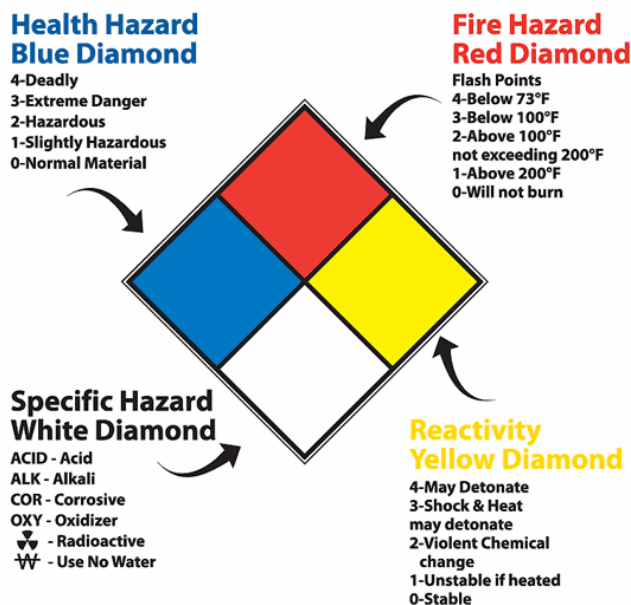 Health Hazard
Blue Diamond
4-Deadly
3-Extreme Danger
2-Hazardous
1-Slightly Hazardous
0-Normal Material
Fire Hazard
Red Diamond
Flash Points
4-Below 73°F
3-Below 100°F
2-Above 100°F
not exceeding 200°F
1-Above 200°F
0-Will not burn
Specific Hazard
White Diamond
ACID - Acid
ALK - Alkali
COR - Corrosive
OXY - Oxidizer
☢ - Radioactive
W̶ - Use No Water
Reactivity
Yellow Diamond
4-May Detonate
3-Shock & Heat
may detonate
2-Violent Chemical
change
1-Unstable if heated
0-Stable